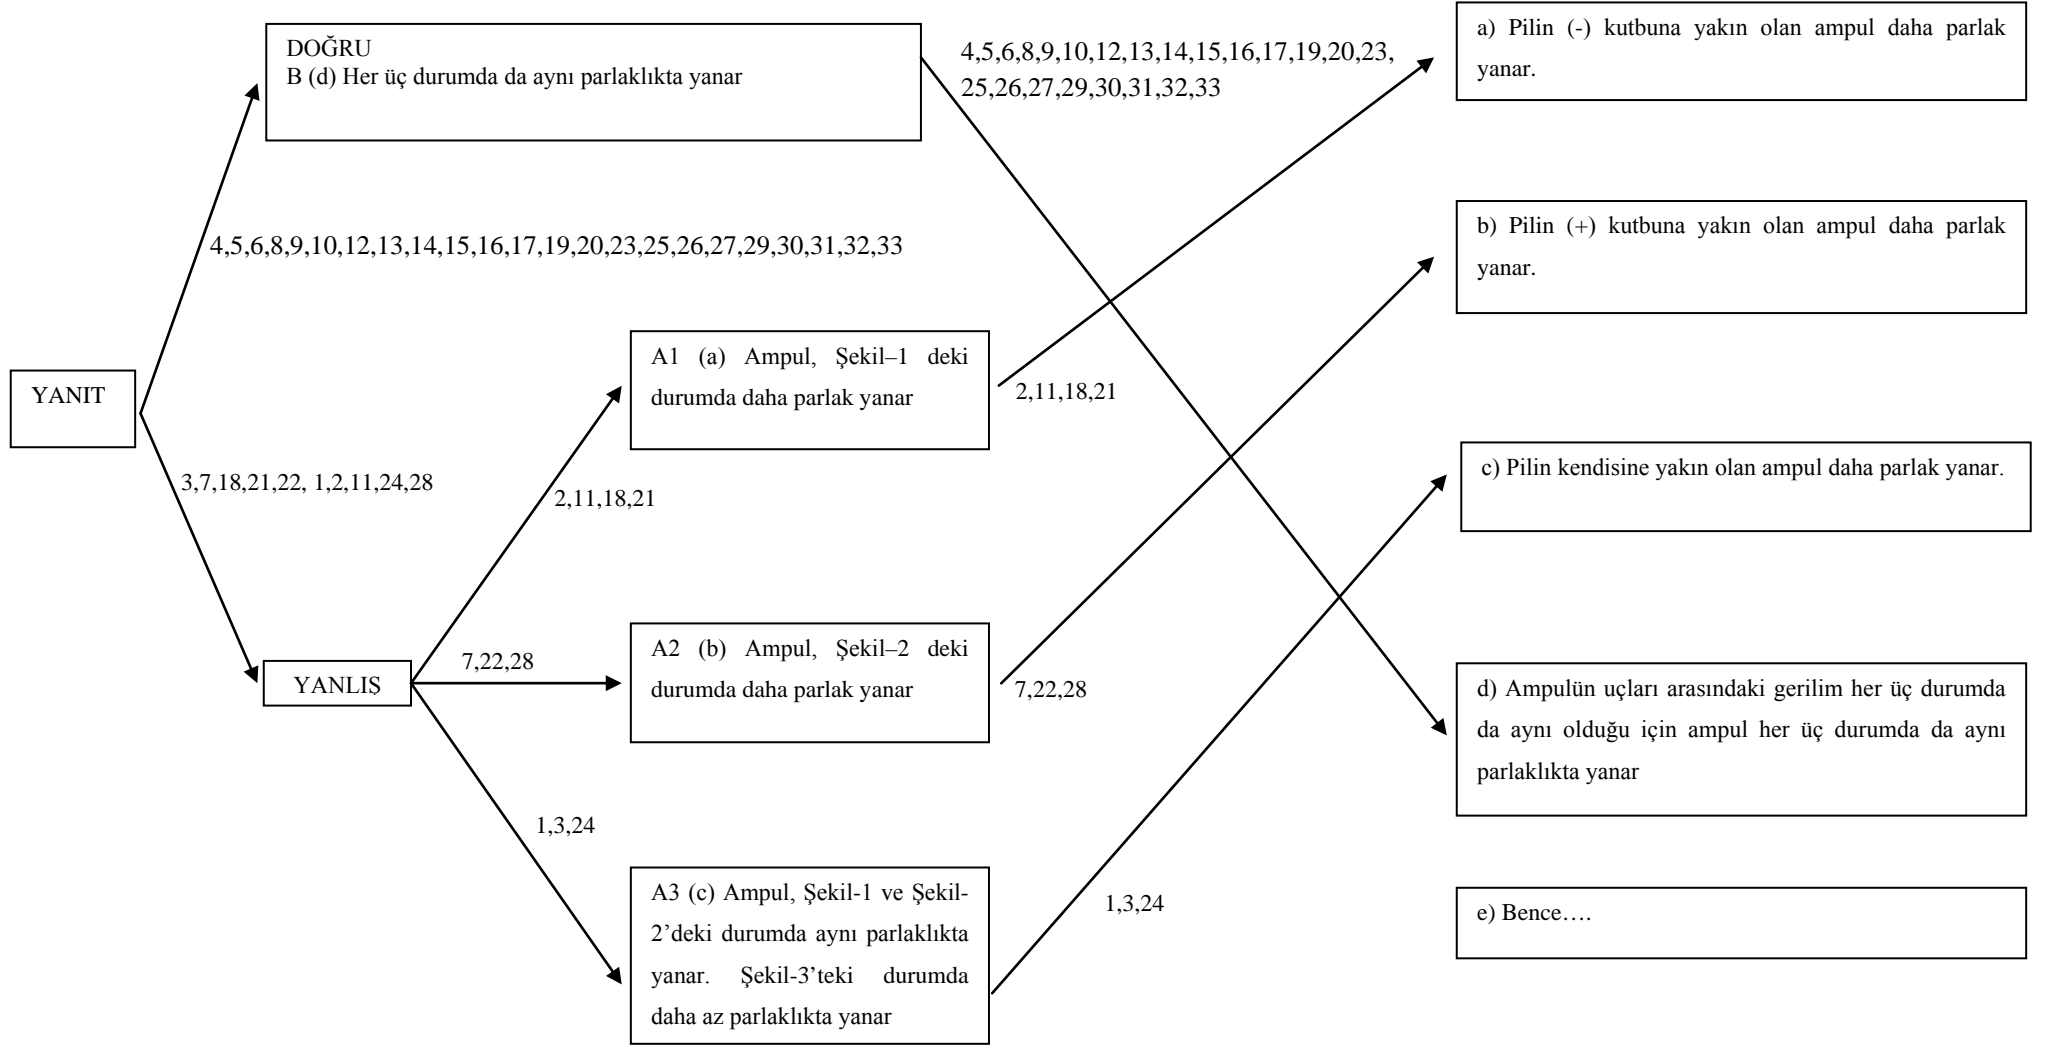 DOĞRU
B (d) Her üç durumda da aynı parlaklıkta yanar
4,5,6,8,9,10,12,13,14,15,16,17,19,20,23,
25,26,27,29,30,31,32,33
a) Pilin (-) kutbuna yakın olan ampul daha parlak
yanar.
4,5,6,8,9,10,12,13,14,15,16,17,19,20,23,25,26,27,29,30,31,32,33
b) Pilin (+) kutbuna yakın olan ampul daha parlak
yanar.
YANIT
A1 (a) Ampul, Şekil–1 deki
durumda daha parlak yanar
2,11,18,21
3,7,18,21,22, 1,2,11,24,28
2,11,18,21
c) Pilin kendisine yakın olan ampul daha parlak yanar.
YANLIŞ
7,22,28
A2 (b) Ampul, Şekil–2 deki
durumda daha parlak yanar
7,22,28
d) Ampulün uçları arasındaki gerilim her üç durumda
da aynı olduğu için ampul her üç durumda da aynı
parlaklıkta yanar
1,3,24
A3 (c) Ampul, Şekil-1 ve Şekil-
2’deki durumda aynı parlaklıkta
yanar. Şekil-3’teki durumda
daha az parlaklıkta yanar
1,3,24
e) Bence….